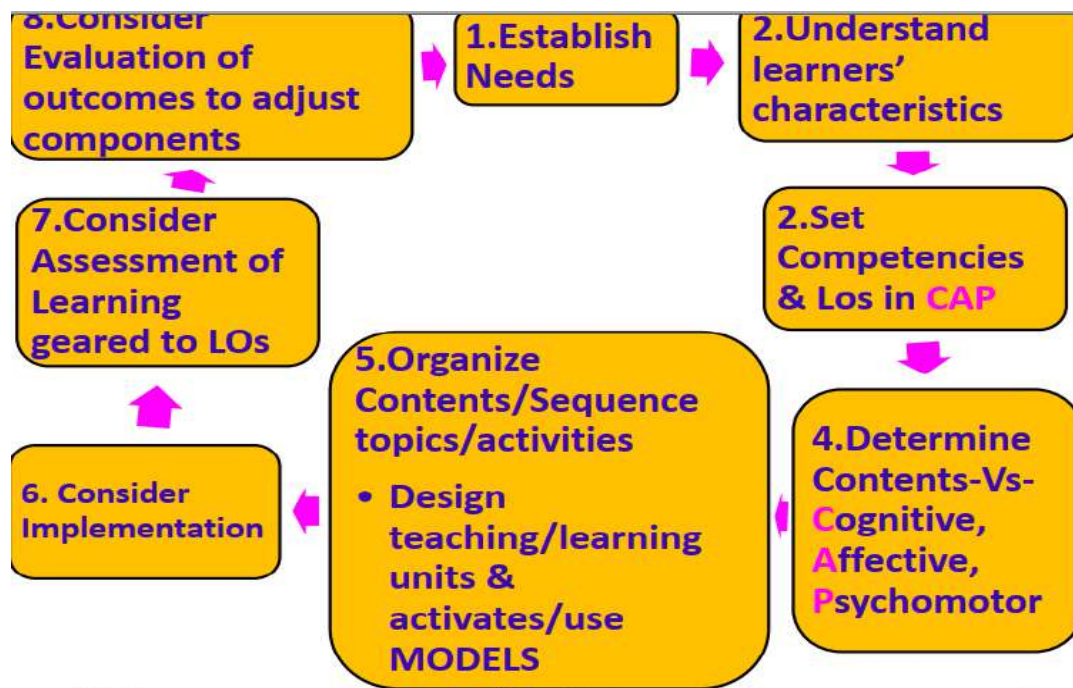 8.Consider
Evaluation of
outcomes to adjust
components
1.Establish
Needs
2.Understand
learners'
characteristics
2.Set
Competencies
& Los in CAP
4.Determine
Contents-Vs-
Cognitive,
Affective,
Psychomotor
5.Organize
Contents/Sequence
topics/activities
• Design
teaching/learning
units &
activates/use
MODELS
6. Consider
Implementation
7.Consider
Assessment of
Learning
geared to LOs